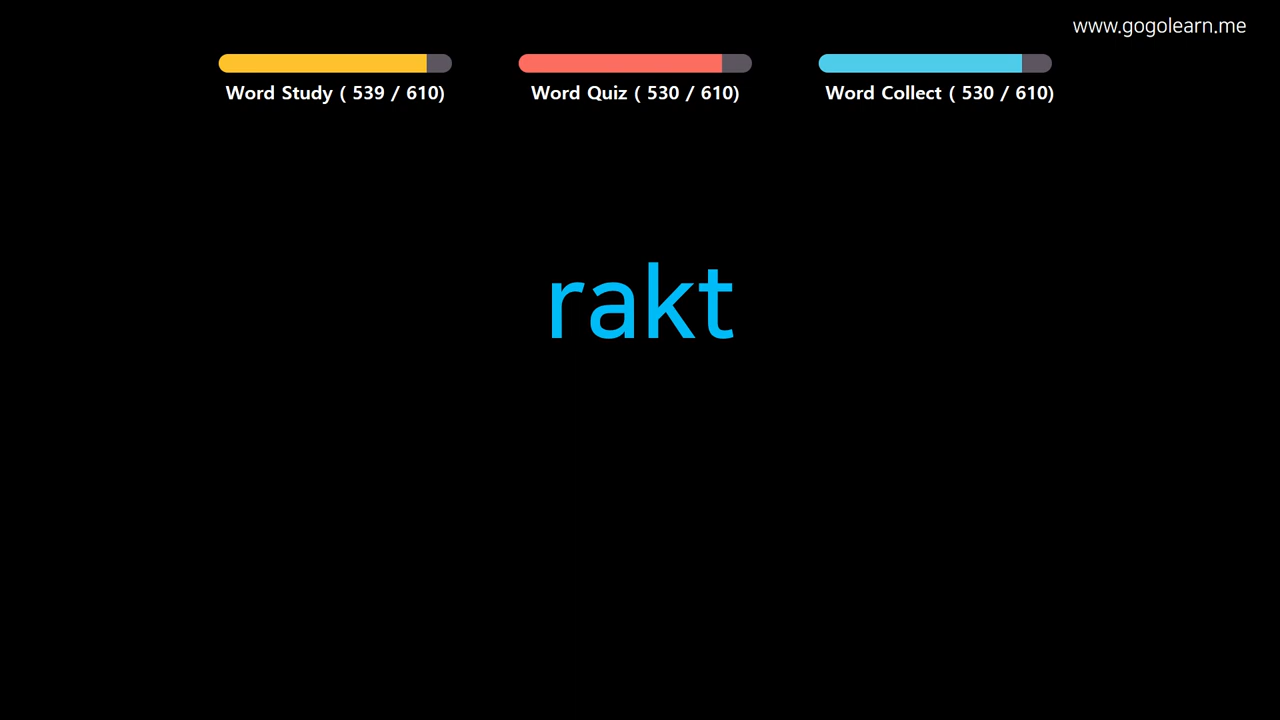 www.gogolearn.me
Word Study ( 539 / 610)
Word Quiz ( 530 / 610)
Word Collect ( 530 / 610)
rakt